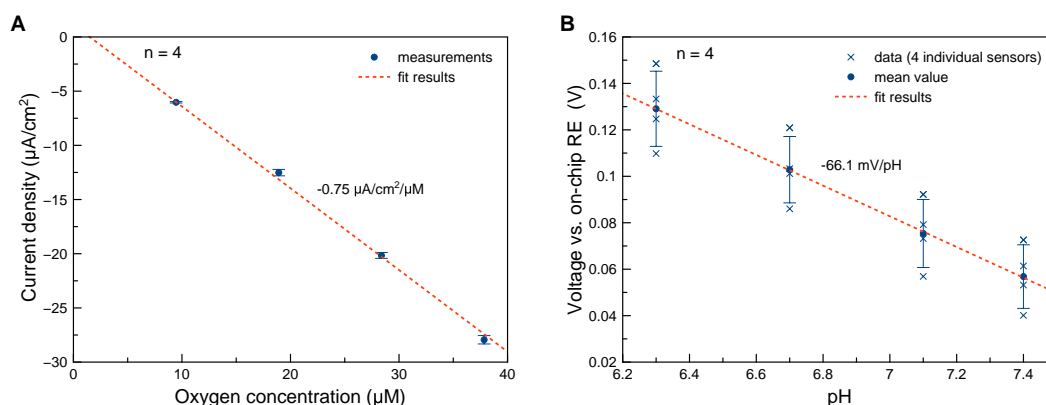 A
n = 4
measurements
fit results
-0.75 µA/cm²/µM
0
−5
−10
−15
−20
−25
−30
Current density (µA/cm²)
0
10
20
30
40
Oxygen concentration (µM)
B
n = 4
data (4 individual sensors)
mean value
fit results
-66.1 mV/pH
0.16
0.14
0.12
0.1
0.08
0.06
0.04
0.02
Voltage vs. on-chip RE (V)
6.2
6.4
6.6
6.8
7
7.2
7.4
pH